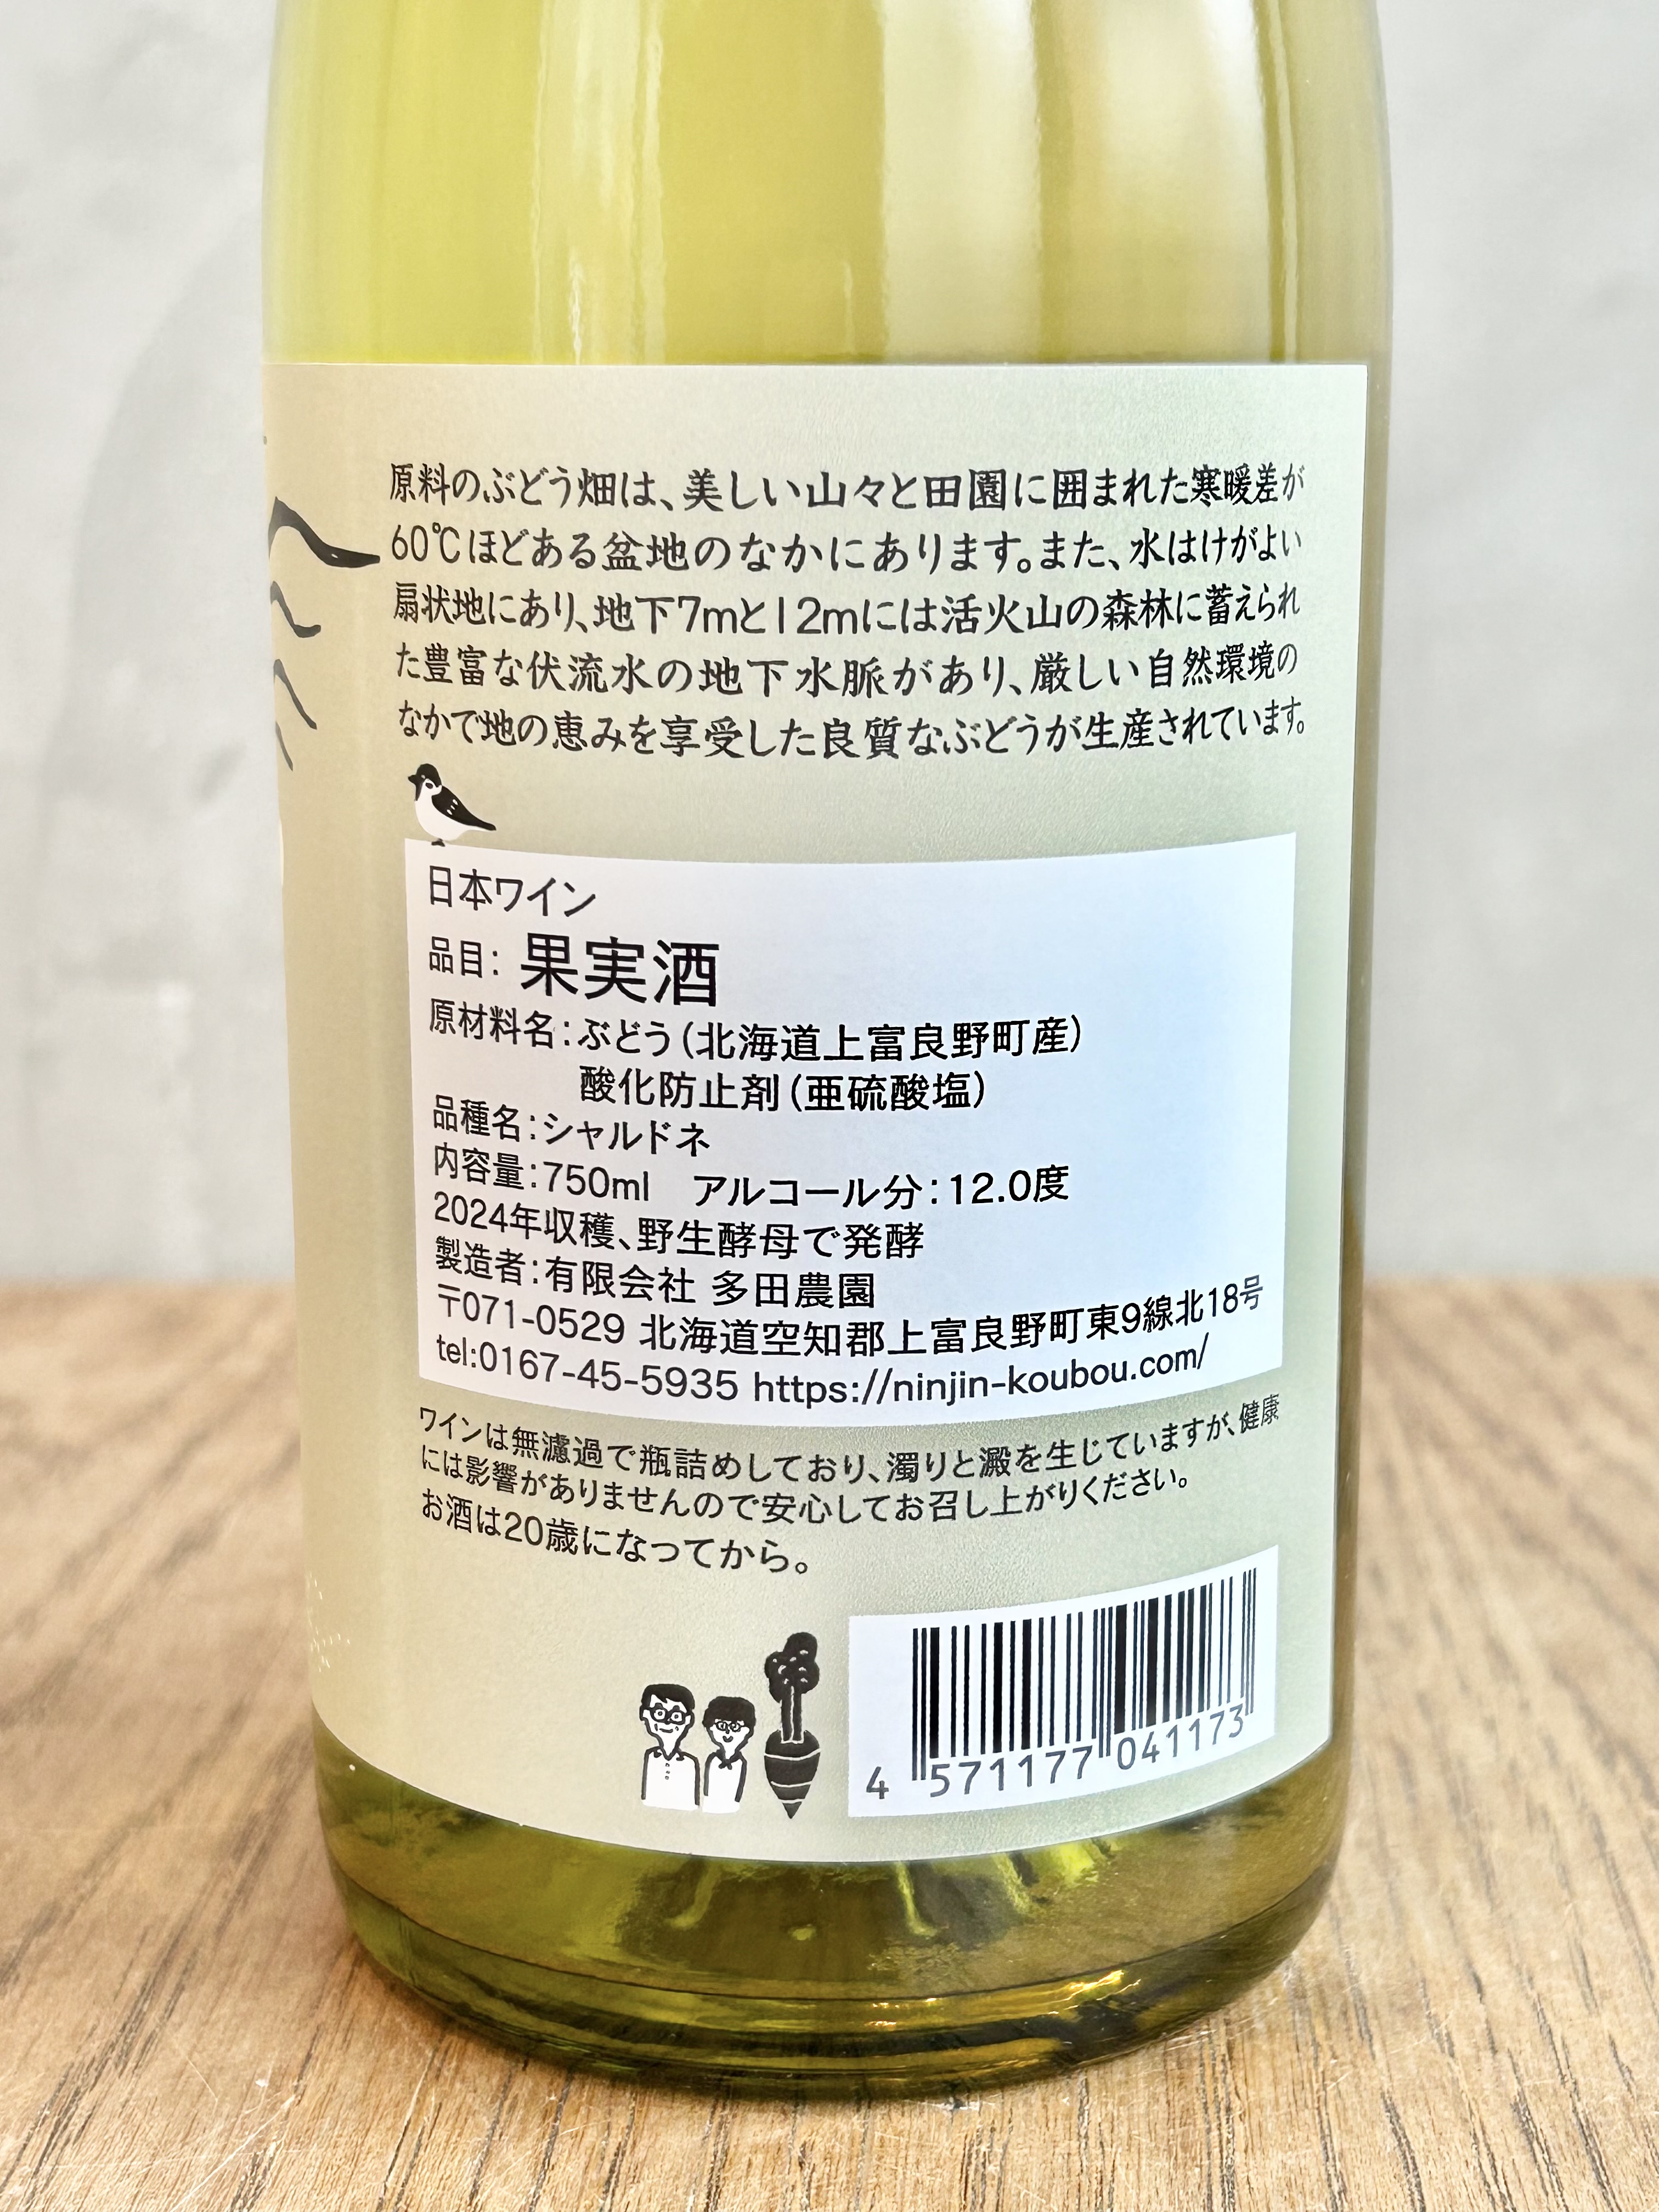 原料のぶどう畑は、美しい山々と田園に囲まれた寒暖差が
60℃ほどある盆地のなかにあります。また、水はけがよい
扇状地にあり、地下7mと12mには活火山の森林に蓄えられ
た豊富な伏流水の地下水脈があり、厳しい自然環境の
なかで地の恵みを享受した良質なぶどうが生産されています。
日本ワイン
品目: 果実酒
原材料名:ぶどう(北海道上富良野町産)
酸化防止剤(亜硫酸塩)
品種名:シャルドネ
内容量:750ml アルコール分:12.0度
2024年収穫、野生酵母で発酵
製造者:有限会社 多田農園
〒071-0529 北海道空知郡上富良野町東9線北18号
tel:0167-45-5935 https://ninjin-koubou.com/
ワインは無濾過で瓶詰めしており、濁りと澱を生じていますが、健康
には影響がありませんので安心してお召し上がりください。
お酒は20歳になってから。
4 571177 041173